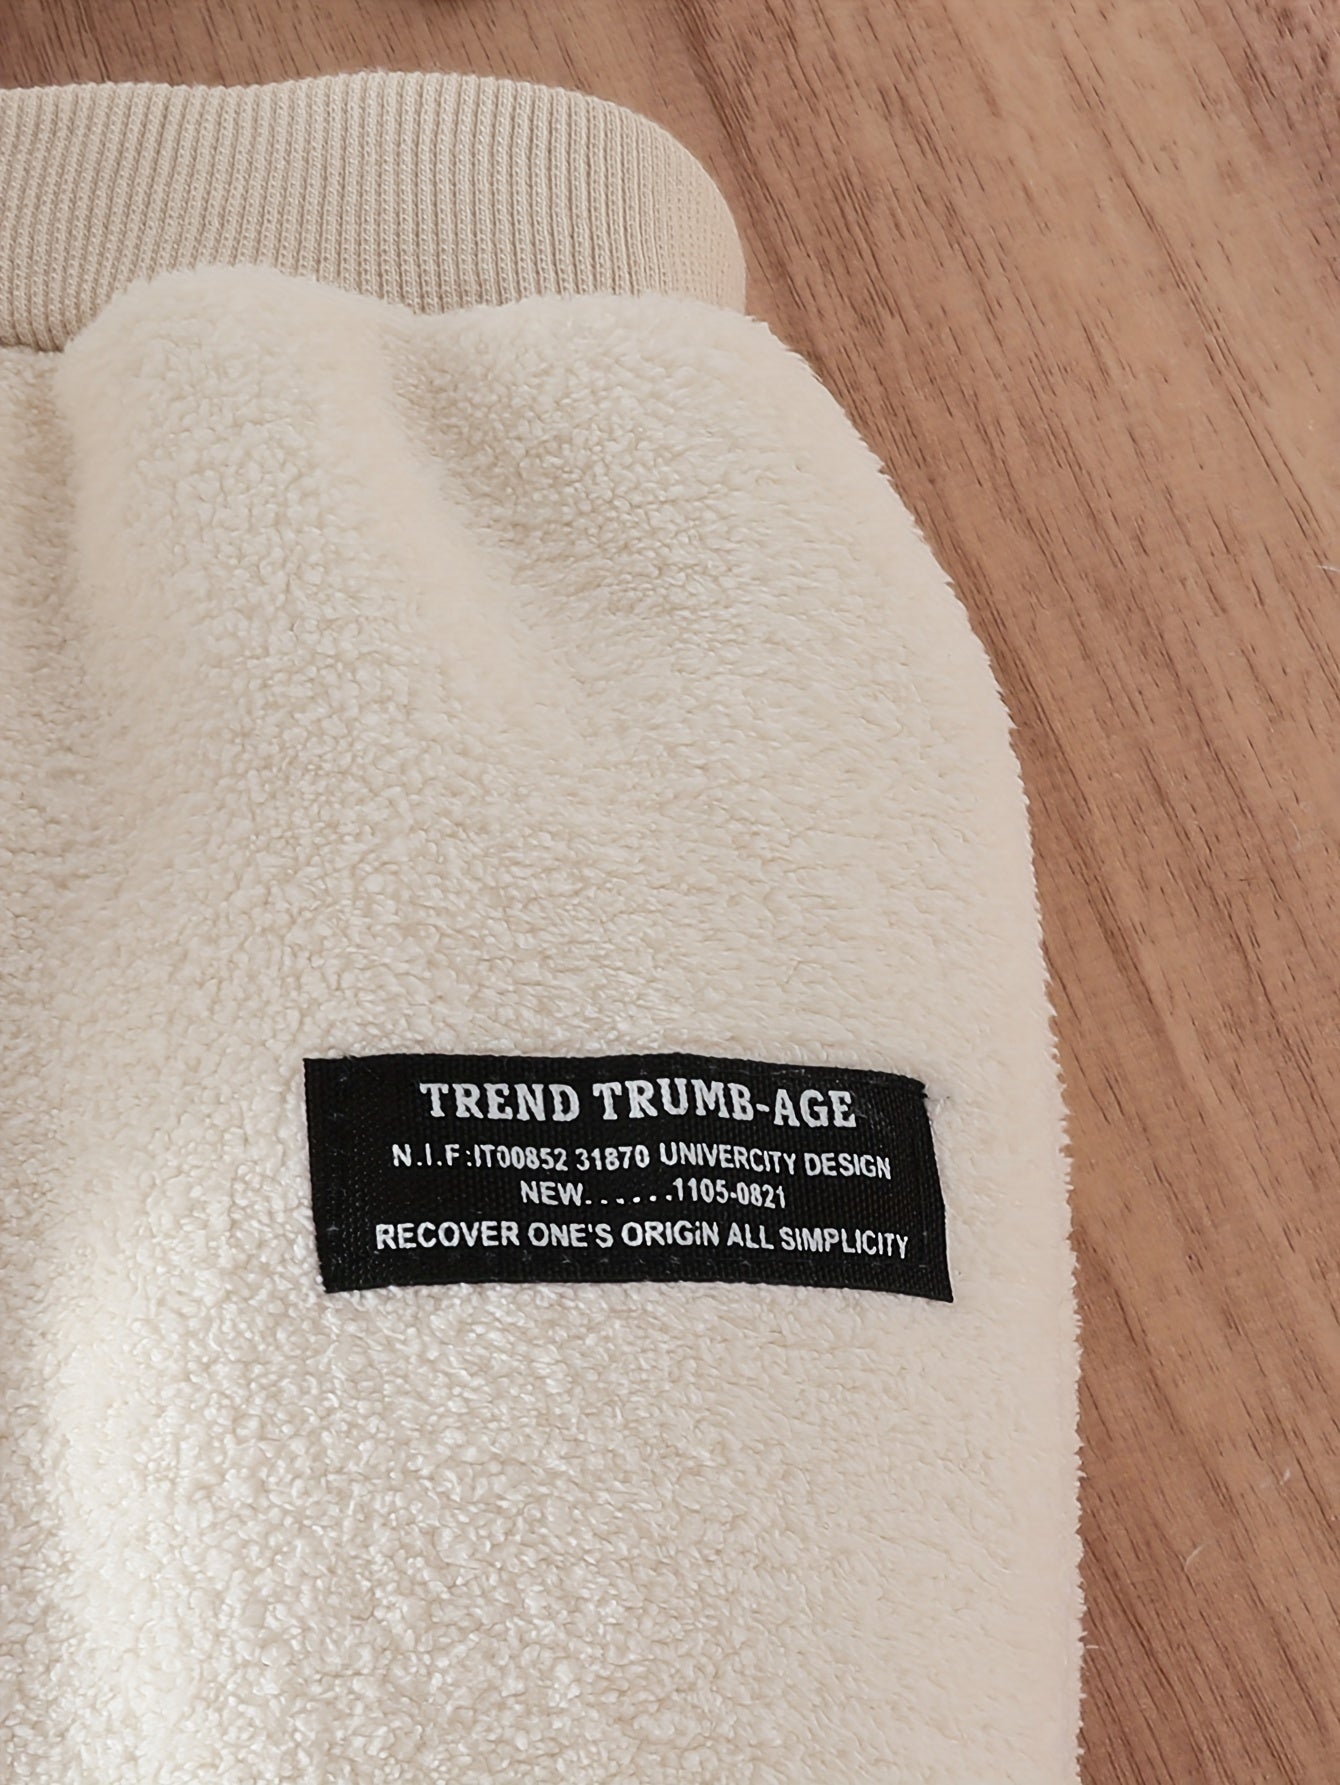 TREND TRUMB-AGE
N.I.F:IT00852 31870 UNIVERCITY DESIGN
NEW......1105-0821
RECOVER ONE'S ORIGiN ALL SIMPLICITY